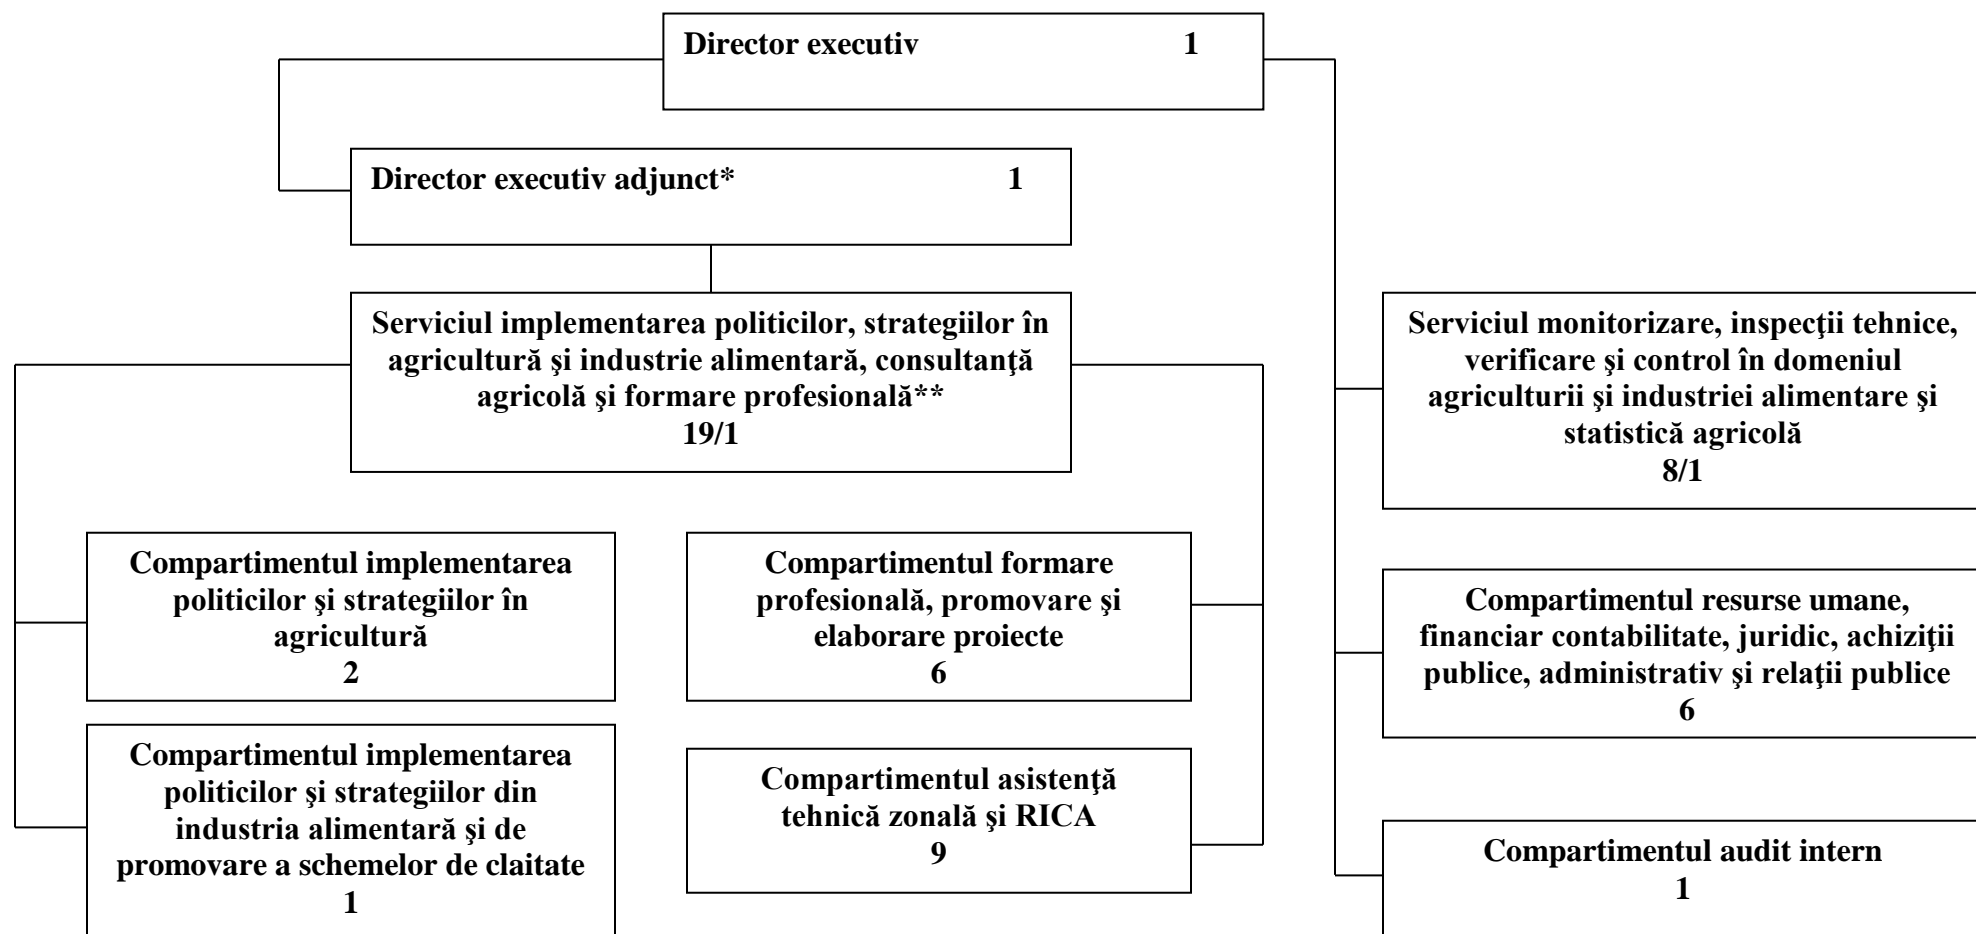 Director executiv 1
Director executiv adjunct* 1
Serviciul implementarea politicilor, strategiilor în
agricultură şi industrie alimentară, consultanţă
agricolă şi formare profesională**
19/1
Serviciul monitorizare, inspecţii tehnice,
verificare şi control în domeniul
agriculturii şi industriei alimentare şi
statistică agricolă
8/1
Compartimentul implementarea
politicilor şi strategiilor în
agricultură
2
Compartimentul formare
profesională, promovare şi
elaborare proiecte
6
Compartimentul resurse umane,
financiar contabilitate, juridic, achiziţii
publice, administrativ şi relaţii publice
6
Compartimentul implementarea
politicilor şi strategiilor din
industria alimentară şi de
promovare a schemelor de claitate
1
Compartimentul asistenţă
tehnică zonală şi RICA
9
Compartimentul audit intern
1